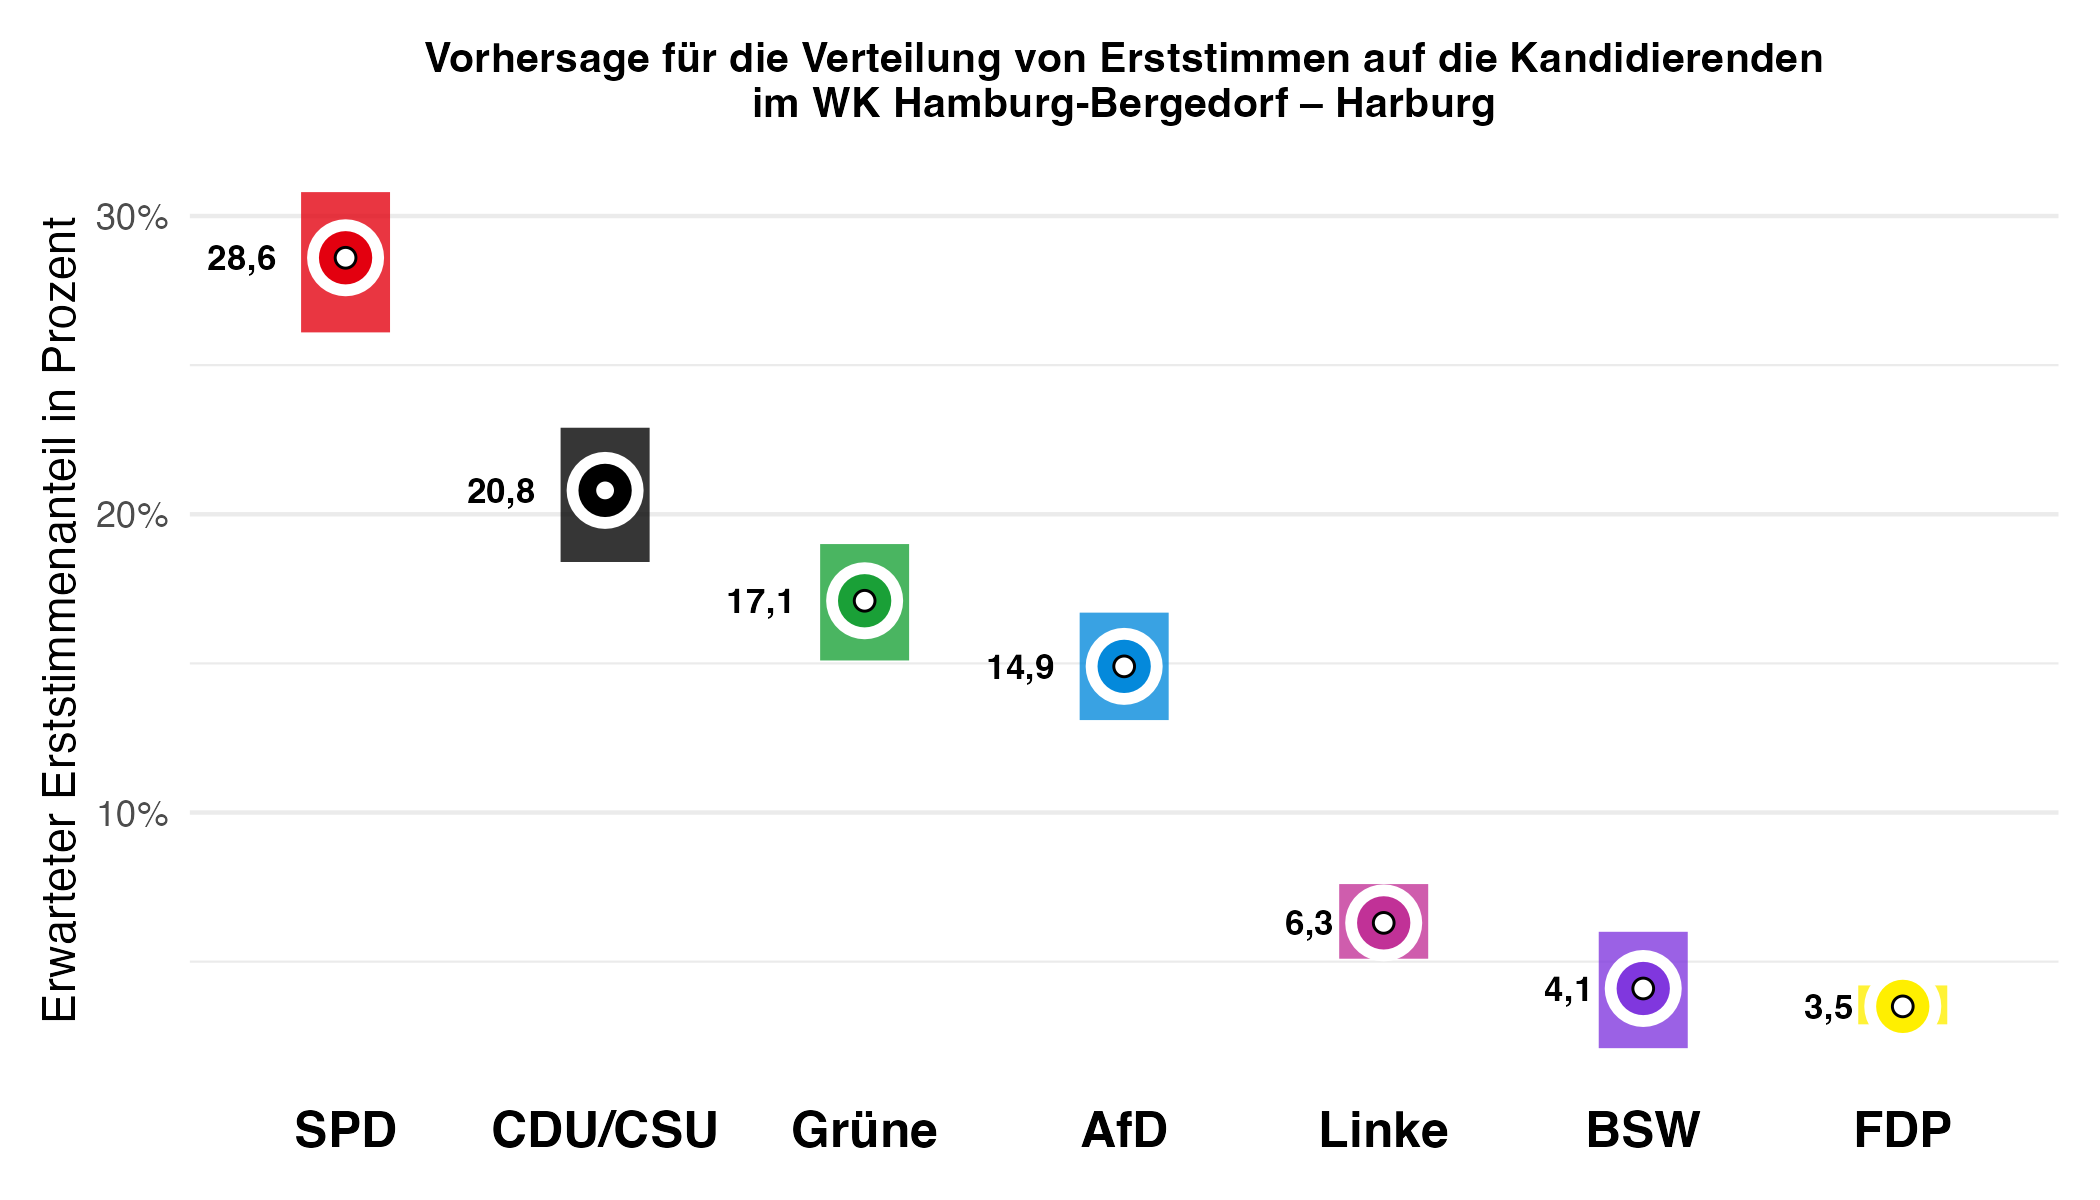 Vorhersage für die Verteilung von Erststimmen auf die Kandidierenden
im WK Hamburg-Bergedorf – Harburg
Erwarteter Erststimmenanteil in Prozent
30%
20%
10%
28,6
20,8
17,1
14,9
6,3
4,1
3,5
SPD
CDU/CSU
Grüne
AfD
Linke
BSW
FDP